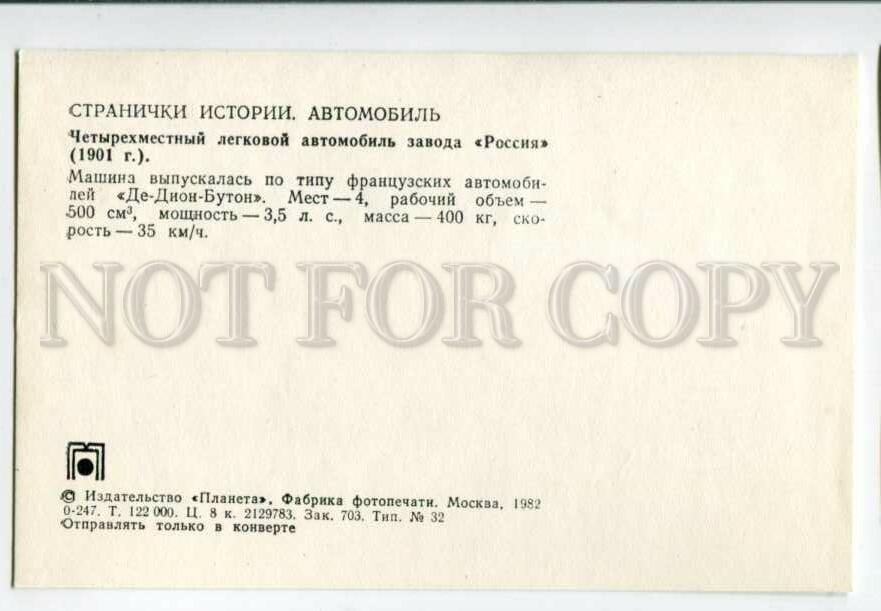 СТРАНИЧКИ ИСТОРИИ. АВТОМОБИЛЬ
Четырехместный легковой автомобиль завода «Россия»
(1901 г.).
Машина выпускалась по типу французских автомоби-
лей «Де-Дион-Бутон». Мест — 4, рабочий объем —
500 см³, мощность — 3,5 л. с., масса — 400 кг, ско-
рость — 35 км/ч.
NOT FOR COPY
© Издательство «Планета». Фабрика фотопечати. Москва, 1982
0-247. Т. 122 000. Ц. 8 к. 2129783. Зак. 703. Тип. № 32
Отправлять только в конверте